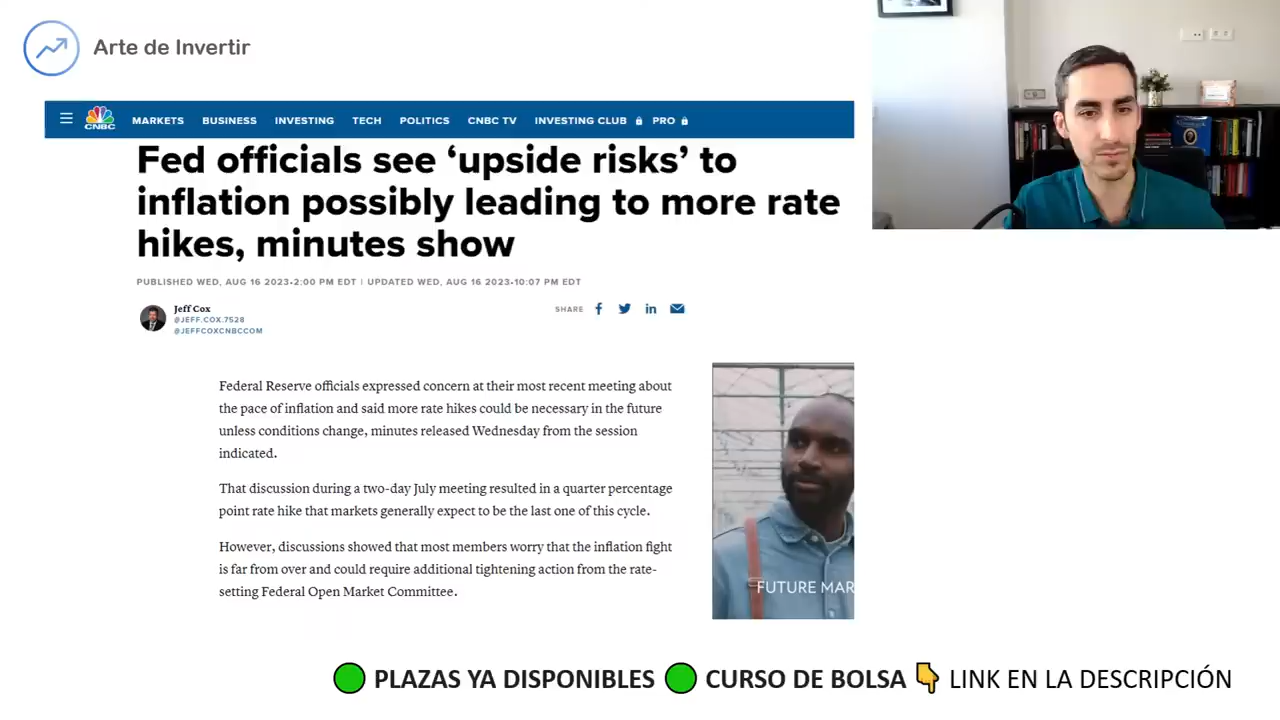 Arte de Invertir
CNBC
MARKETS BUSINESS INVESTING TECH POLITICS CNBC TV INVESTING CLUB PRO
Fed officials see ‘upside risks’ to
inflation possibly leading to more rate
hikes, minutes show
PUBLISHED WED, AUG 16 2023•2:00 PM EDT | UPDATED WED, AUG 16 2023•10:07 PM EDT
Jeff Cox
@JEFF.COX.7528
@JEFFCOXCNBCCOM
SHARE
Federal Reserve officials expressed concern at their most recent meeting about
the pace of inflation and said more rate hikes could be necessary in the future
unless conditions change, minutes released Wednesday from the session
indicated.
That discussion during a two-day July meeting resulted in a quarter percentage
point rate hike that markets generally expect to be the last one of this cycle.
However, discussions showed that most members worry that the inflation fight
is far from over and could require additional tightening action from the rate-
setting Federal Open Market Committee.
FUTURE MAR
🟢 PLAZAS YA DISPONIBLES 🟢 CURSO DE BOLSA 👇 LINK EN LA DESCRIPCIÓN